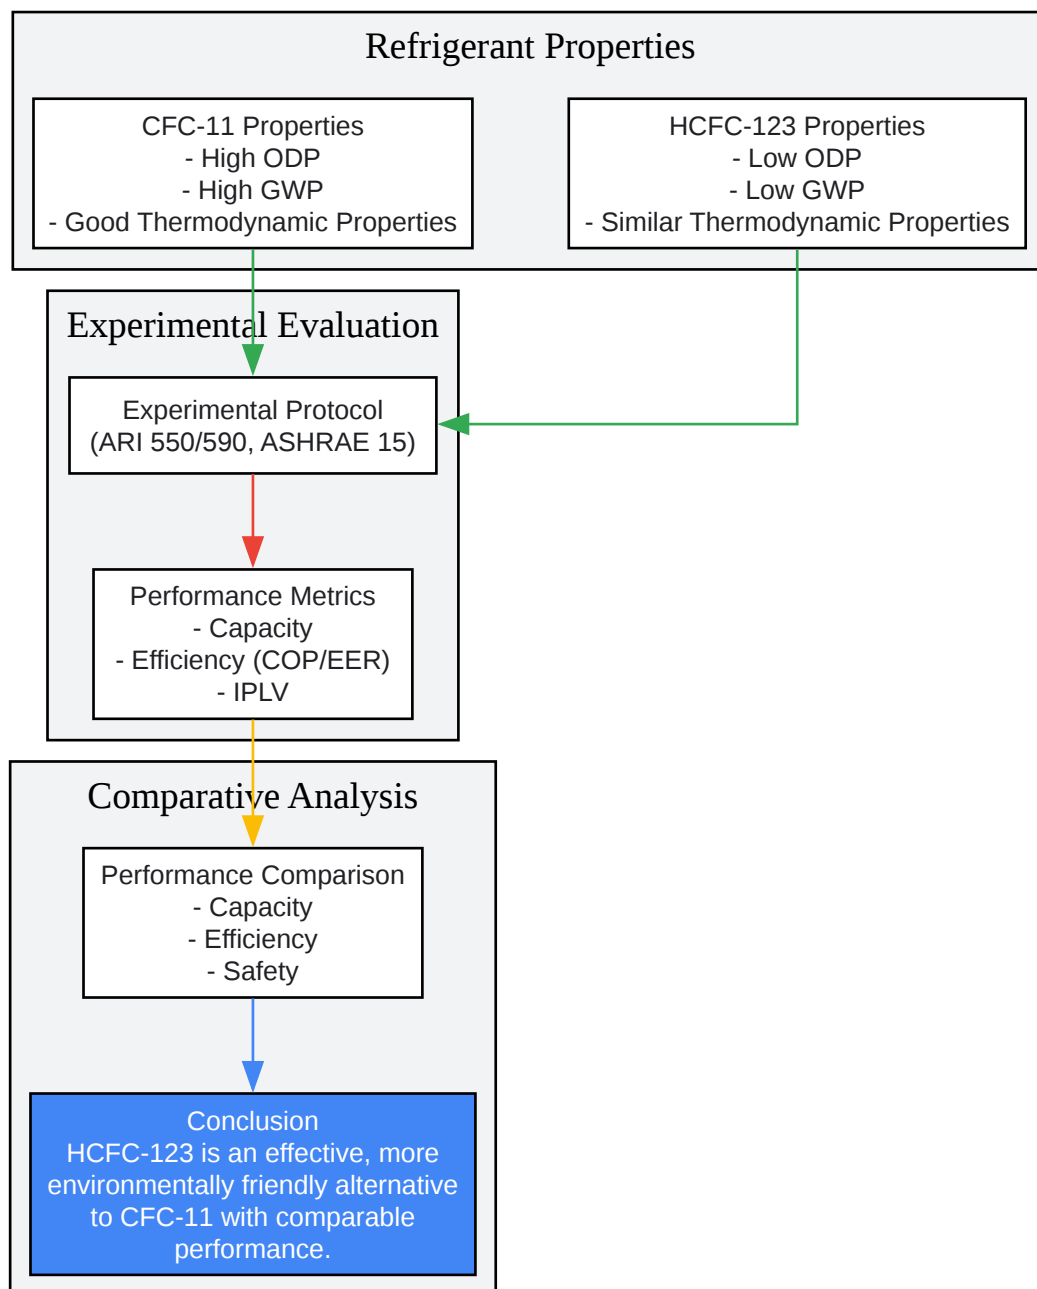 Refrigerant Properties
CFC-11 Properties
- High ODP
- High GWP
- Good Thermodynamic Properties
HCFC-123 Properties
- Low ODP
- Low GWP
- Similar Thermodynamic Properties
Experimental Evaluation
Experimental Protocol
(ARI 550/590, ASHRAE 15)
Performance Metrics
- Capacity
- Efficiency (COP/EER)
- IPLV
Comparative Analysis
Performance Comparison
- Capacity
- Efficiency
- Safety
Conclusion
HCFC-123 is an effective, more
environmentally friendly alternative
to CFC-11 with comparable
performance.